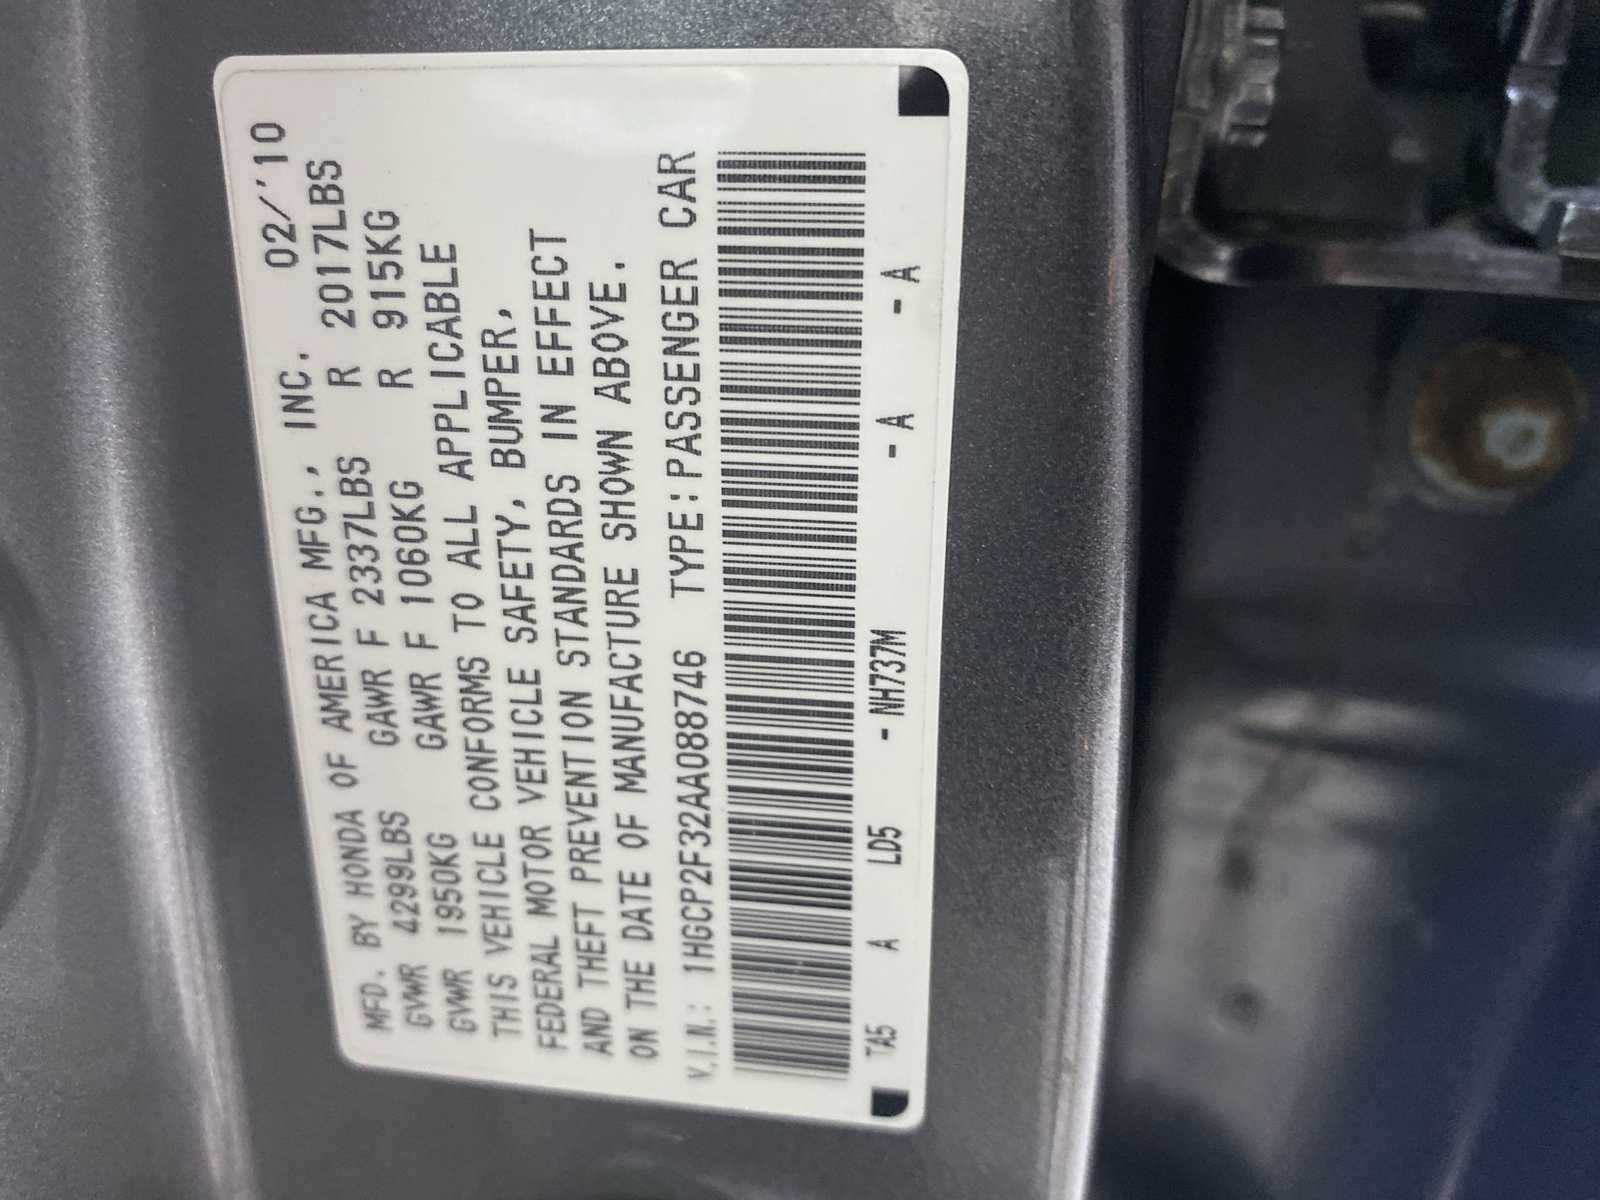 MFD. BY HONDA OF AMERICA MFG., INC. 02/'10
GVWR 4299LBS GAWR F 2337LBS R 2017LBS
GVWR 1950KG GAWR F 1060KG R 915KG
THIS VEHICLE CONFORMS TO ALL APPLICABLE
FEDERAL MOTOR VEHICLE SAFETY, BUMPER,
AND THEFT PREVENTION STANDARDS IN EFFECT
ON THE DATE OF MANUFACTURE SHOWN ABOVE.
V.I.N.: 1HGCP2F32AA088746 TYPE:PASSENGER CAR
TA5 A LD5 - NH737M - A - A